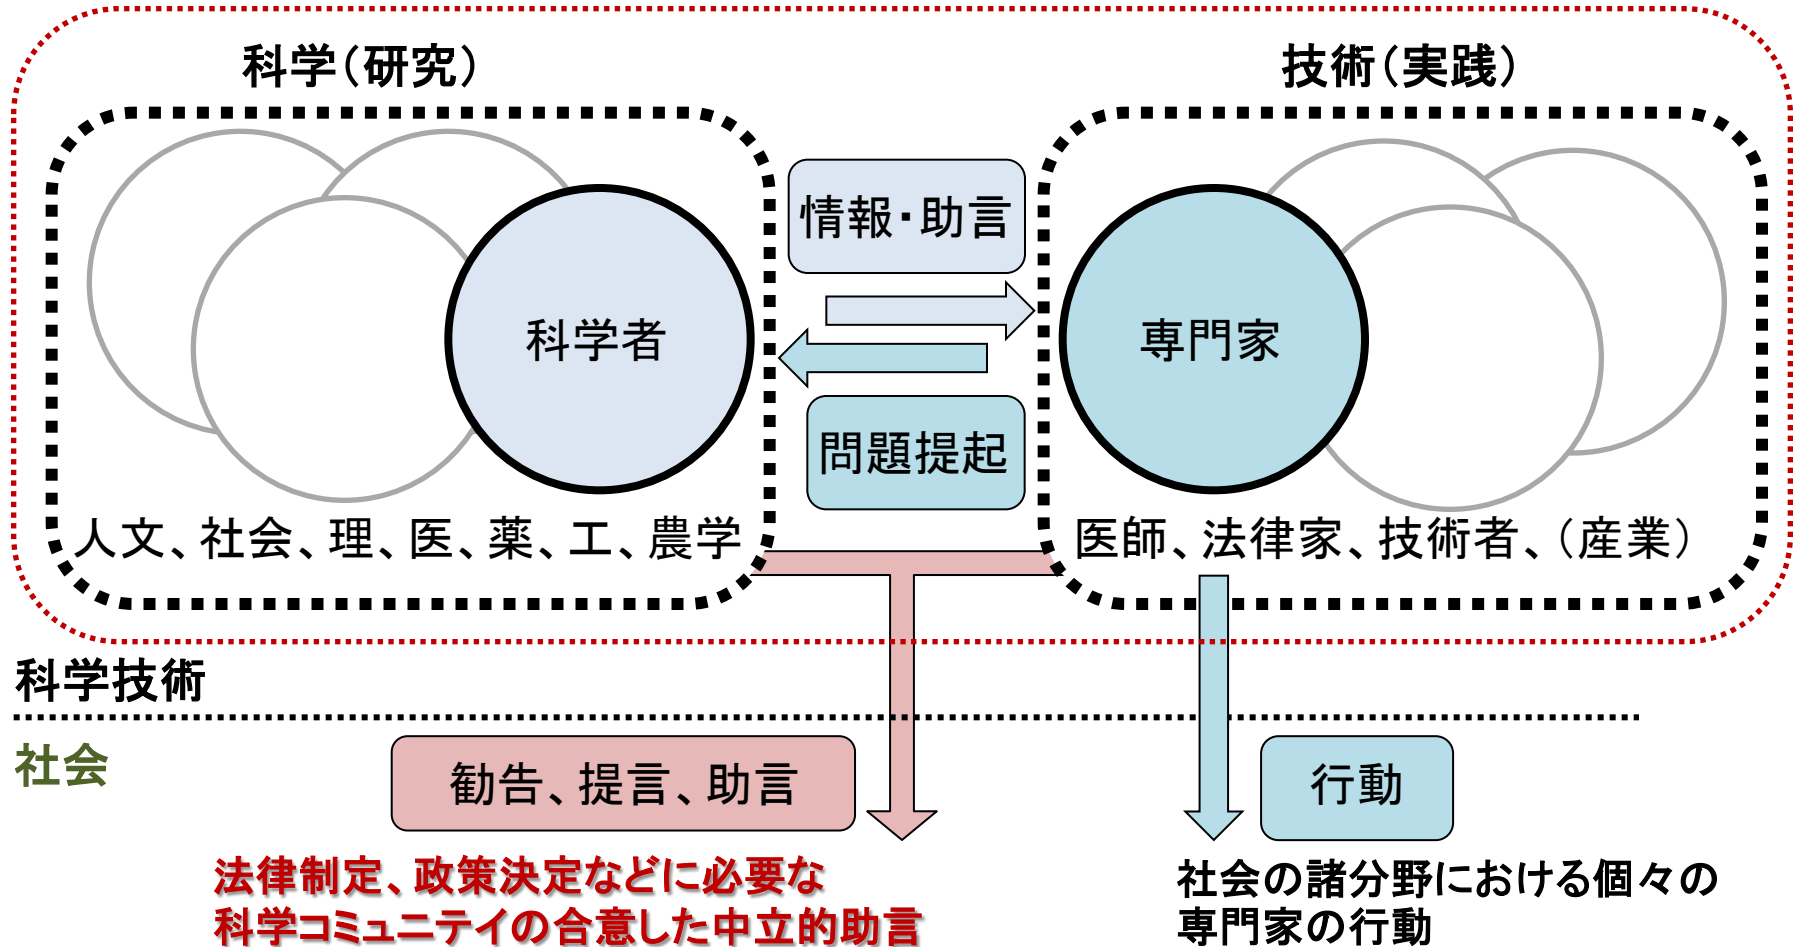 科学（研究）
技術（実践）
情報・助言
科学者
専門家
問題提起
人文、社会、理、医、薬、工、農学
医師、法律家、技術者、（産業）
科学技術
社会
勧告、提言、助言
行動
法律制定、政策決定などに必要な
科学コミュニテイの合意した中立的助言
社会の諸分野における個々の
専門家の行動